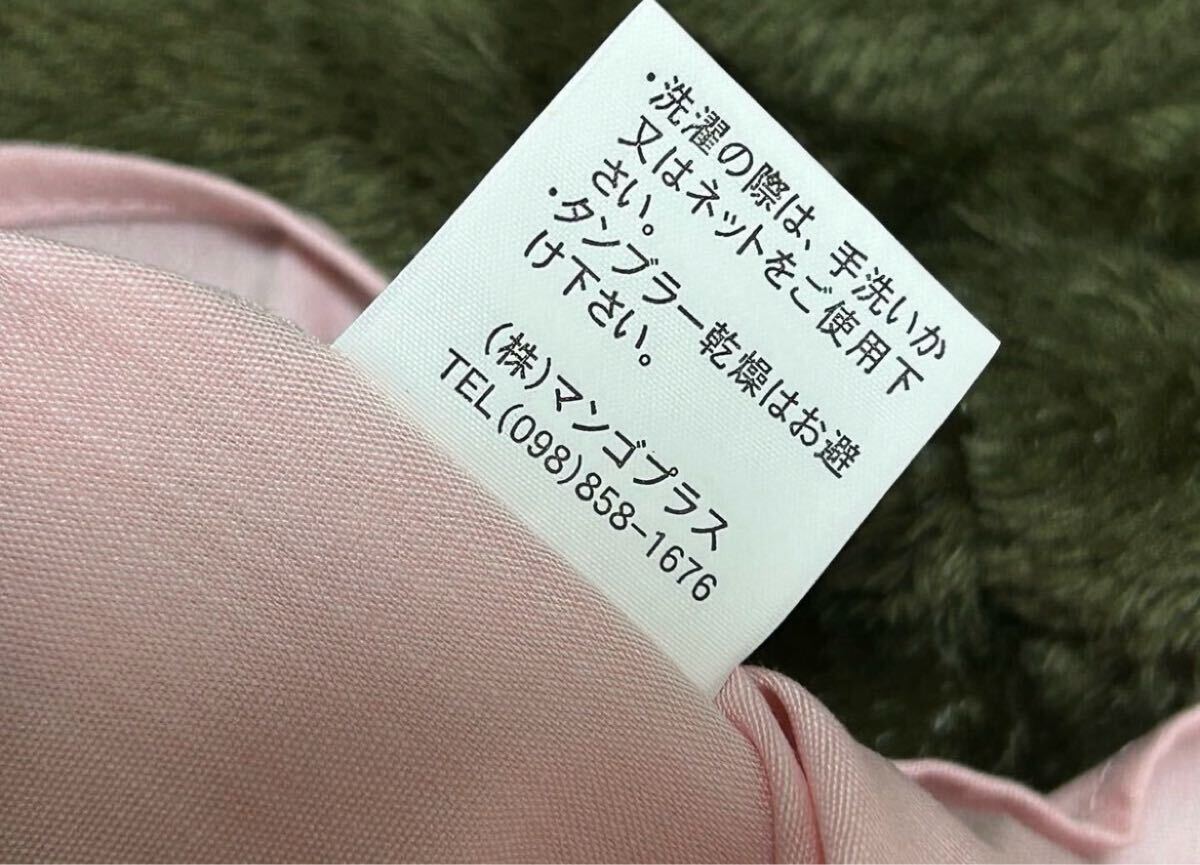 ・洗濯の際は、手洗いか
又はネットをご使用下
さい。
・タンブラー乾燥はお避
け下さい。
(株)マンゴプラス
TEL(098)858-1676